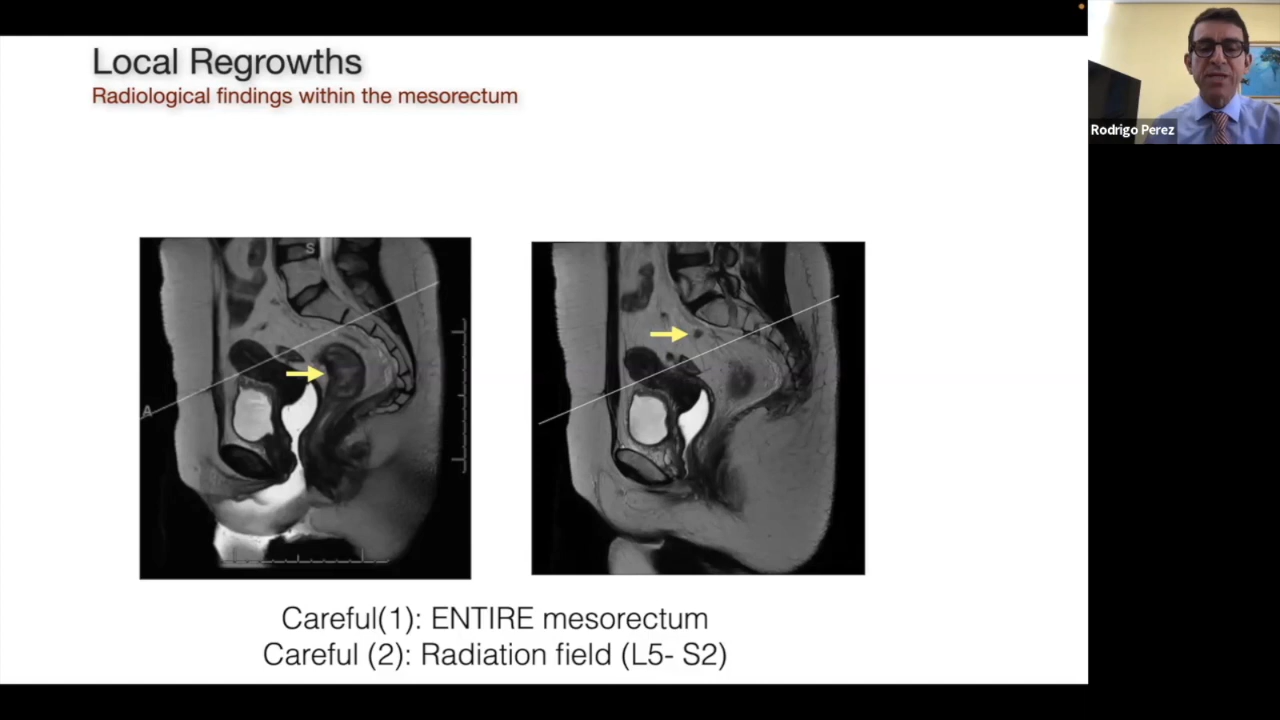 Local Regrowths
Radiological findings within the mesorectum
Rodrigo Perez
S
A
Careful(1): ENTIRE mesorectum
Careful (2): Radiation field (L5- S2)